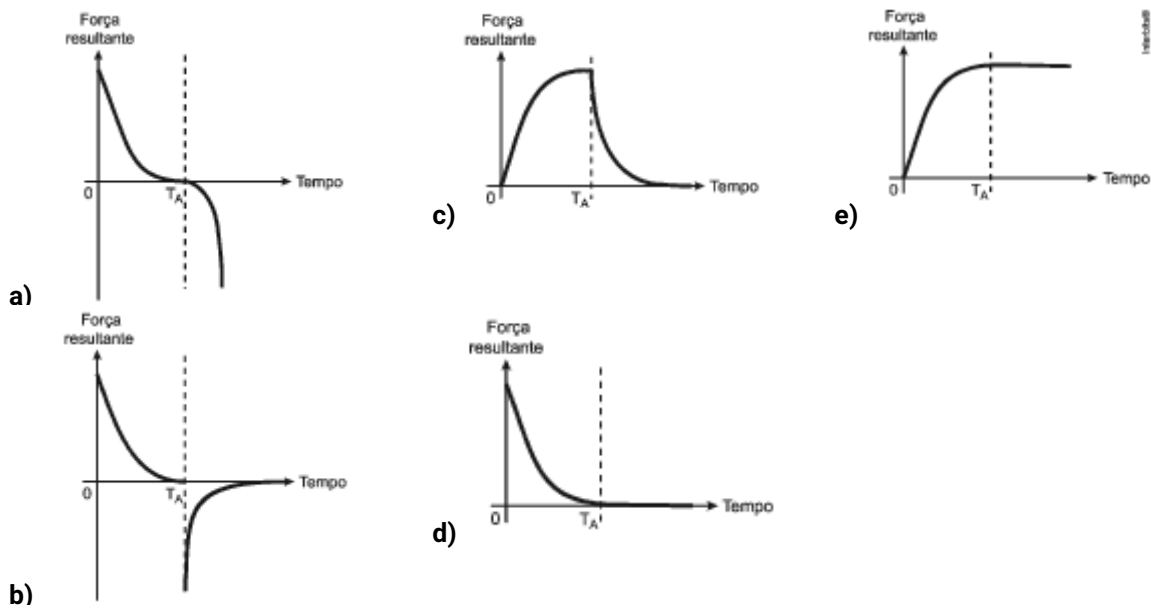 Força
resultante
0
T_A
Tempo
a)
Força
resultante
0
T_A
Tempo
b)
Força
resultante
0
T_A
Tempo
c)
Força
resultante
0
T_A
Tempo
d)
Força
resultante
0
T_A
Tempo
e)
Interbits®